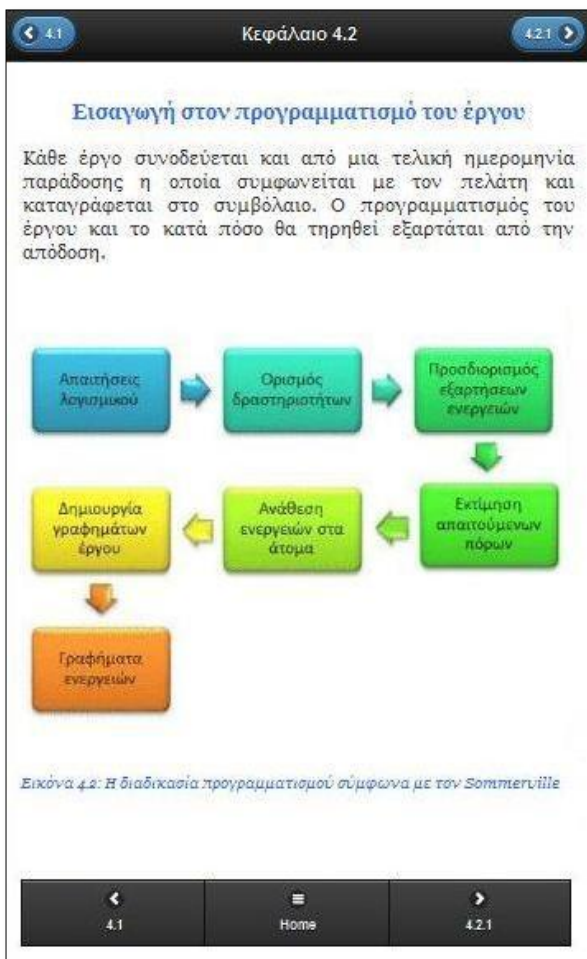 4.1
Κεφάλαιο 4.2
4.2.1
Εισαγωγή στον προγραμματισμό του έργου
Κάθε έργο συνοδεύεται και από μια τελική ημερομηνία
παράδοσης η οποία συμφωνείται με τον πελάτη και
καταγράφεται στο συμβόλαιο. Ο προγραμματισμός του
έργου και το κατά πόσο θα τηρηθεί εξαρτάται από την
απόδοση.
Απαιτήσεις
λογισμικού
Ορισμός
δραστηριοτήτων
Προσδιορισμός
εξαρτήσεων
ενεργειών
Εκτίμηση
απαιτούμενων
πόρων
Ανάθεση
ενεργειών στα
άτομα
Δημιουργία
γραφημάτων
έργου
Γραφήματα
ενεργειών
Εικόνα 4.2: Η διαδικασία προγραμματισμού σύμφωνα με τον Sommerville
4.1
Home
4.2.1